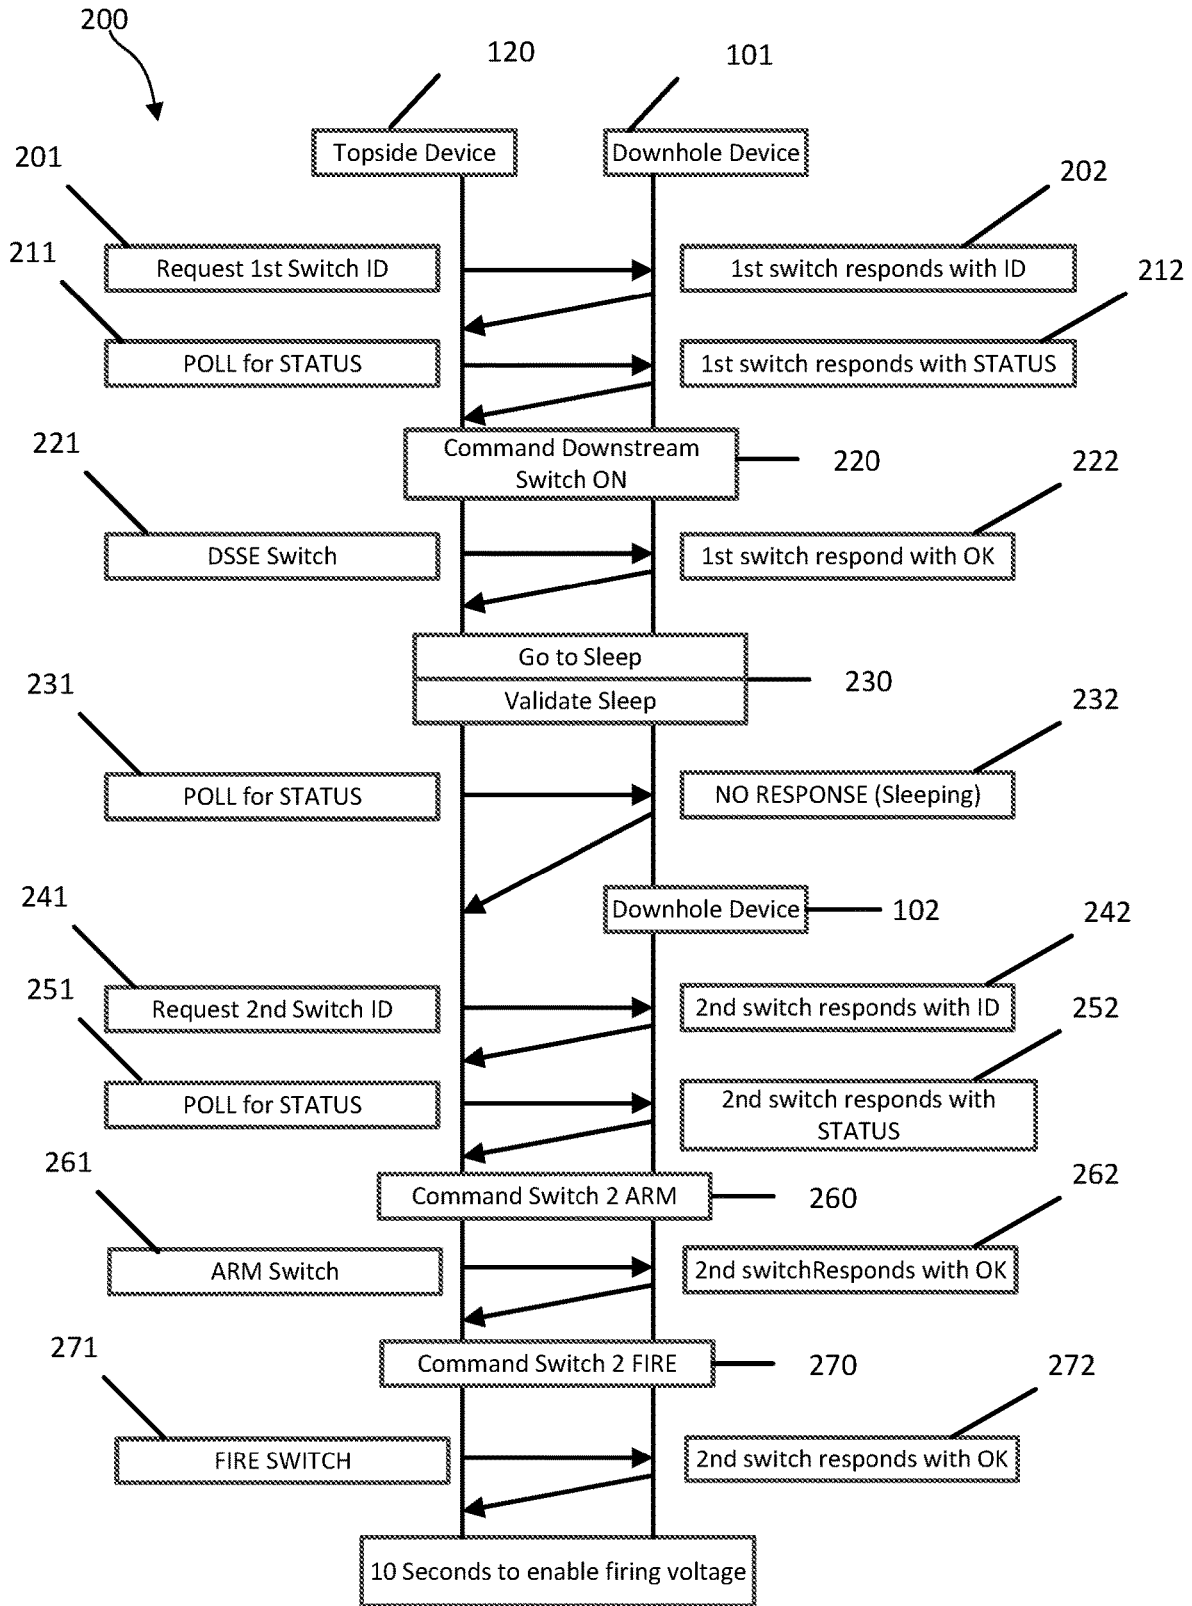 200
120
101
Topside Device
Downhole Device
201
202
Request 1st Switch ID
1st switch responds with ID
211
212
POLL for STATUS
1st switch responds with STATUS
Command Downstream
Switch ON
220
221
222
DSSE Switch
1st switch respond with OK
Go to Sleep
Validate Sleep
230
231
232
POLL for STATUS
NO RESPONSE (Sleeping)
Downhole Device
102
241
242
Request 2nd Switch ID
2nd switch responds with ID
251
252
POLL for STATUS
2nd switch responds with
STATUS
Command Switch 2 ARM
260
261
262
ARM Switch
2nd switchResponds with OK
Command Switch 2 FIRE
270
271
272
FIRE SWITCH
2nd switch responds with OK
10 Seconds to enable firing voltage